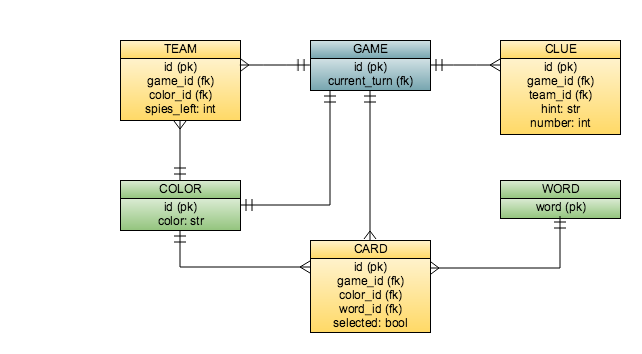 TEAM
id (pk)
game_id (fk)
color_id (fk)
spies_left: int
GAME
id (pk)
current_turn (fk)
CLUE
id (pk)
game_id (fk)
team_id (fk)
hint: str
number: int
COLOR
id (pk)
color: str
WORD
word (pk)
CARD
id (pk)
game_id (fk)
color_id (fk)
word_id (fk)
selected: bool